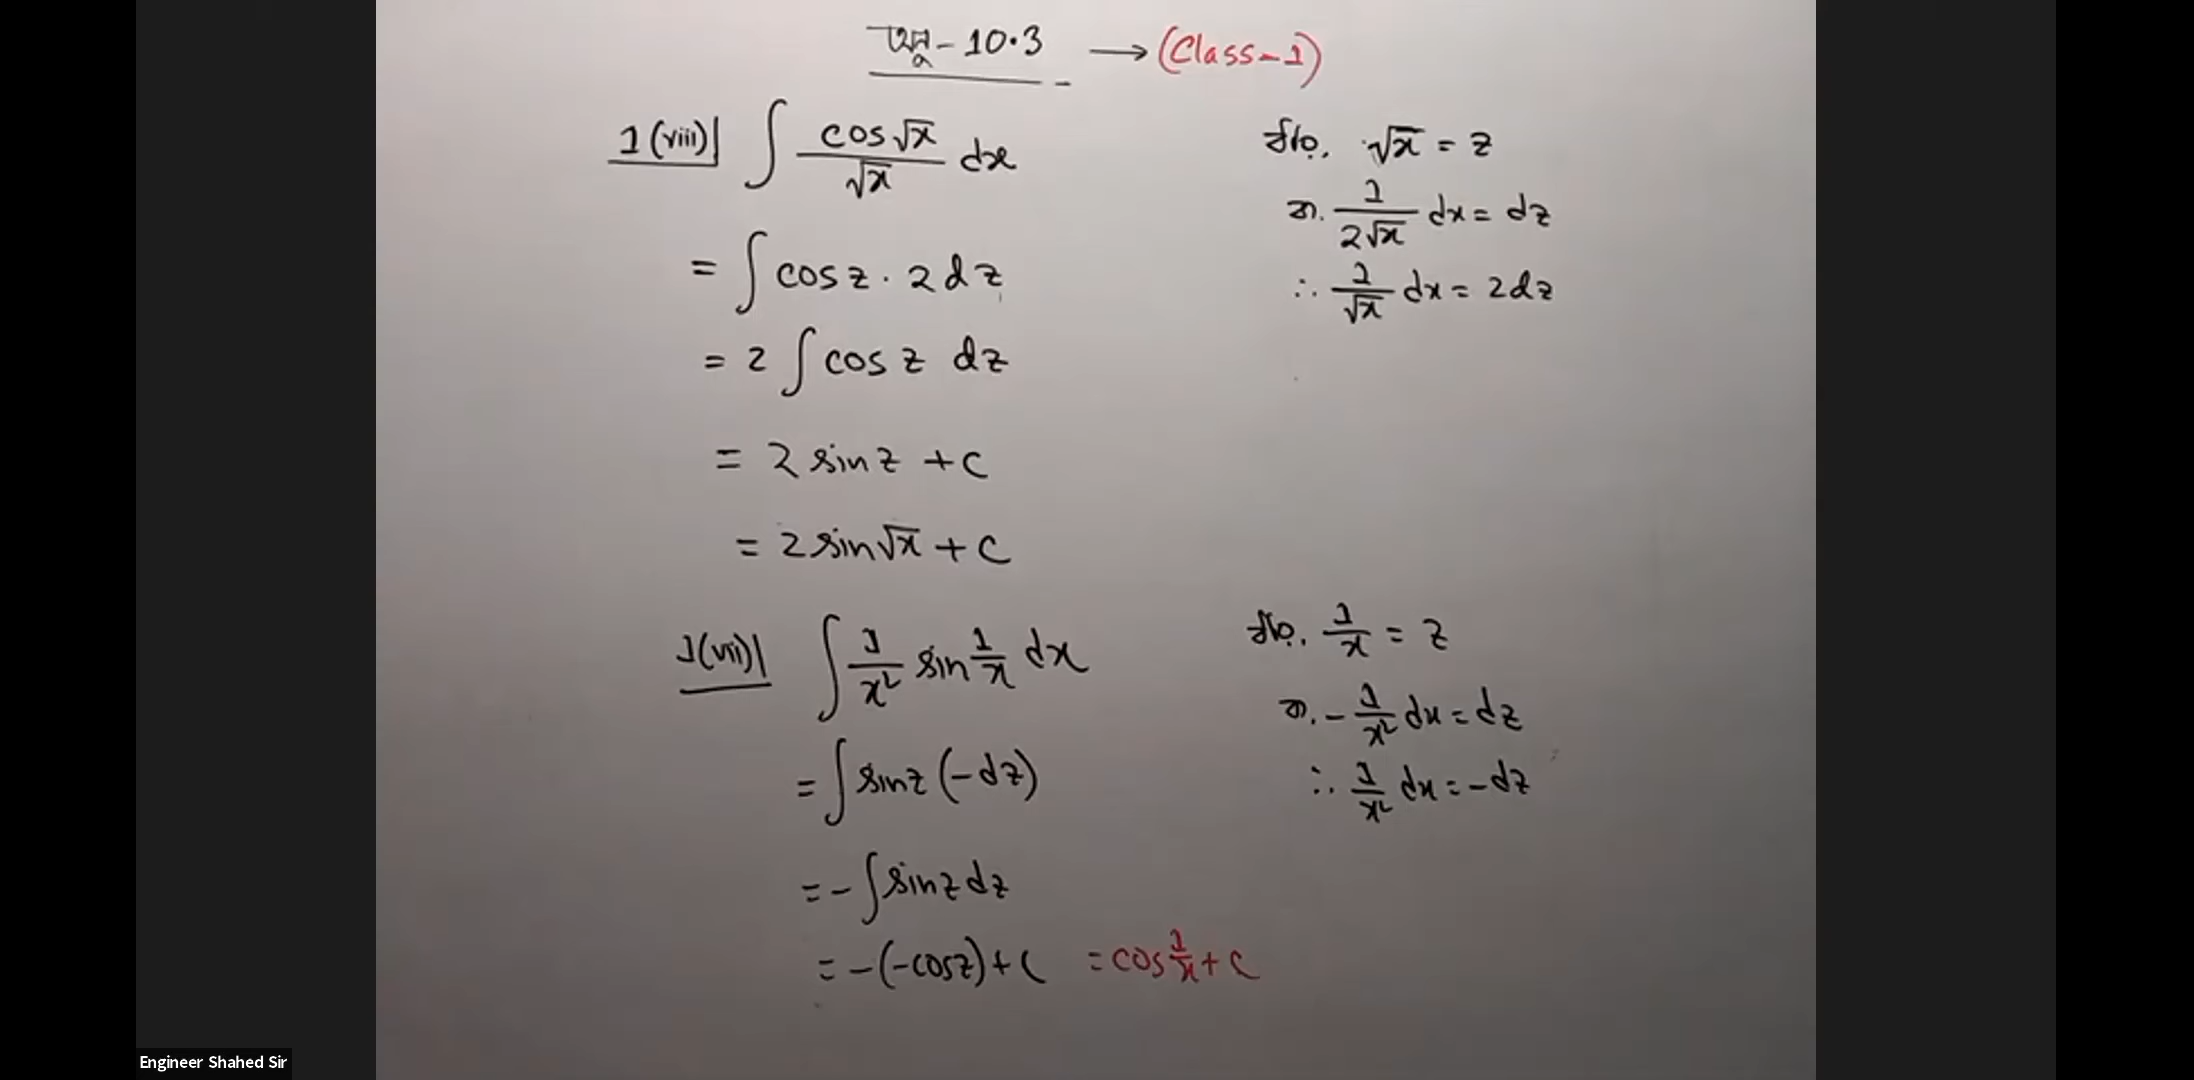 অনু - 10.3 → (Class-1)
1(viii)| ∫ cos√x/√x dx
ধরি, √x = z
বা, 1/(2√x) dx = dz
∴ 1/√x dx = 2dz
= ∫ cos z · 2 dz
= 2 ∫ cos z dz
= 2 sin z + c
= 2 sin√x + c
1(vii)| ∫ 1/x² sin 1/x dx
ধরি, 1/x = z
বা, - 1/x² dx = dz
∴ 1/x² dx = - dz
= ∫ sin z (-dz)
= - ∫ sin z dz
= -(-cos z) + c = cos 1/x + c
Engineer Shahed Sir